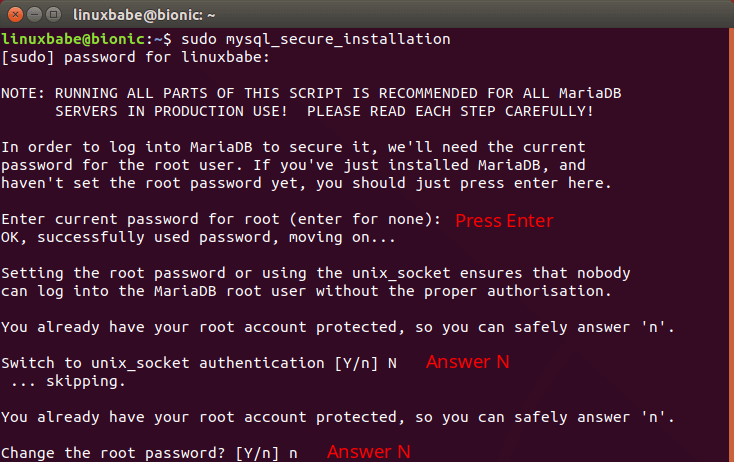 linuxbabe@bionic: ~
linuxbabe@bionic:~$ sudo mysql_secure_installation
[sudo] password for linuxbabe:
NOTE: RUNNING ALL PARTS OF THIS SCRIPT IS RECOMMENDED FOR ALL MariaDB
      SERVERS IN PRODUCTION USE!  PLEASE READ EACH STEP CAREFULLY!
In order to log into MariaDB to secure it, we'll need the current
password for the root user. If you've just installed MariaDB, and
haven't set the root password yet, you should just press enter here.
Enter current password for root (enter for none): Press Enter
OK, successfully used password, moving on...
Setting the root password or using the unix_socket ensures that nobody
can log into the MariaDB root user without the proper authorisation.
You already have your root account protected, so you can safely answer 'n'.
Switch to unix_socket authentication [Y/n] N Answer N
 ... skipping.
You already have your root account protected, so you can safely answer 'n'.
Change the root password? [Y/n] n Answer N